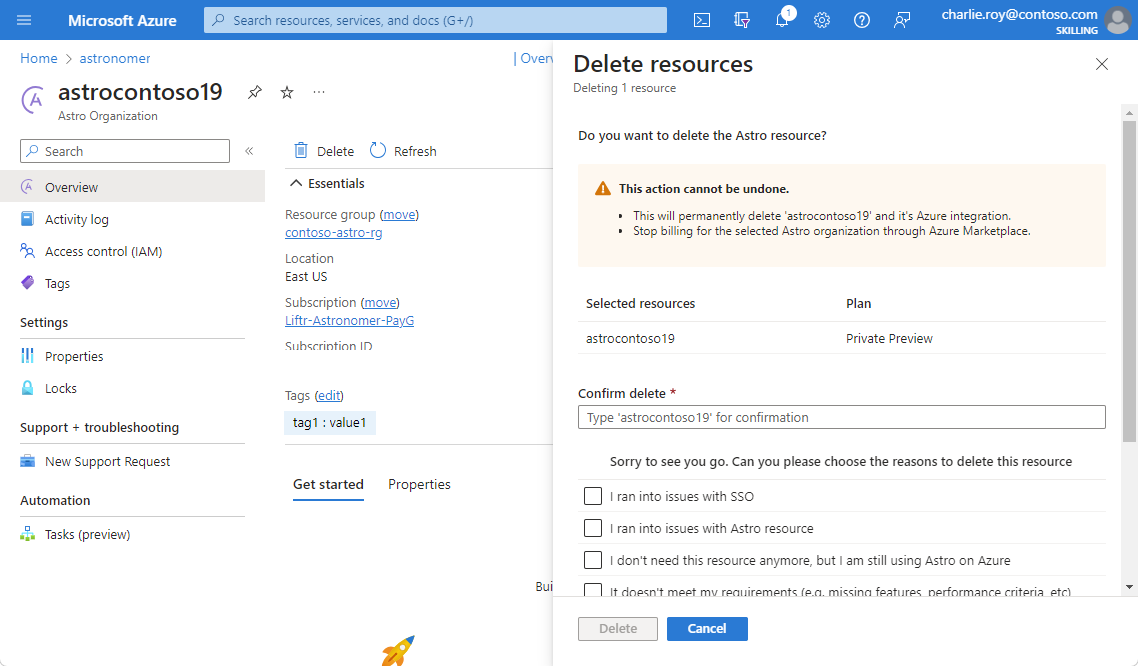 Microsoft Azure
Search resources, services, and docs (G+/)
1
charlie.roy@contoso.com
SKILLING
Home > astronomer
| Overv
astrocontoso19
Astro Organization
Search
Overview
Activity log
Access control (IAM)
Tags
Settings
Properties
Locks
Support + troubleshooting
New Support Request
Automation
Tasks (preview)
Delete
Refresh
Essentials
Resource group (move)
contoso-astro-rg
Location
East US
Subscription (move)
Liftr-Astronomer-PayG
Subscription ID
Tags (edit)
tag1 : value1
Get started
Properties
Bui
Delete resources
Deleting 1 resource
Do you want to delete the Astro resource?
This action cannot be undone.
• This will permanently delete 'astrocontoso19' and it's Azure integration.
• Stop billing for the selected Astro organization through Azure Marketplace.
Selected resources Plan
astrocontoso19 Private Preview
Confirm delete *
Type 'astrocontoso19' for confirmation
Sorry to see you go. Can you please choose the reasons to delete this resource
I ran into issues with SSO
I ran into issues with Astro resource
I don't need this resource anymore, but I am still using Astro on Azure
It doesn't meet my requirements (e.g. missing features, performance criteria, etc)
Delete
Cancel